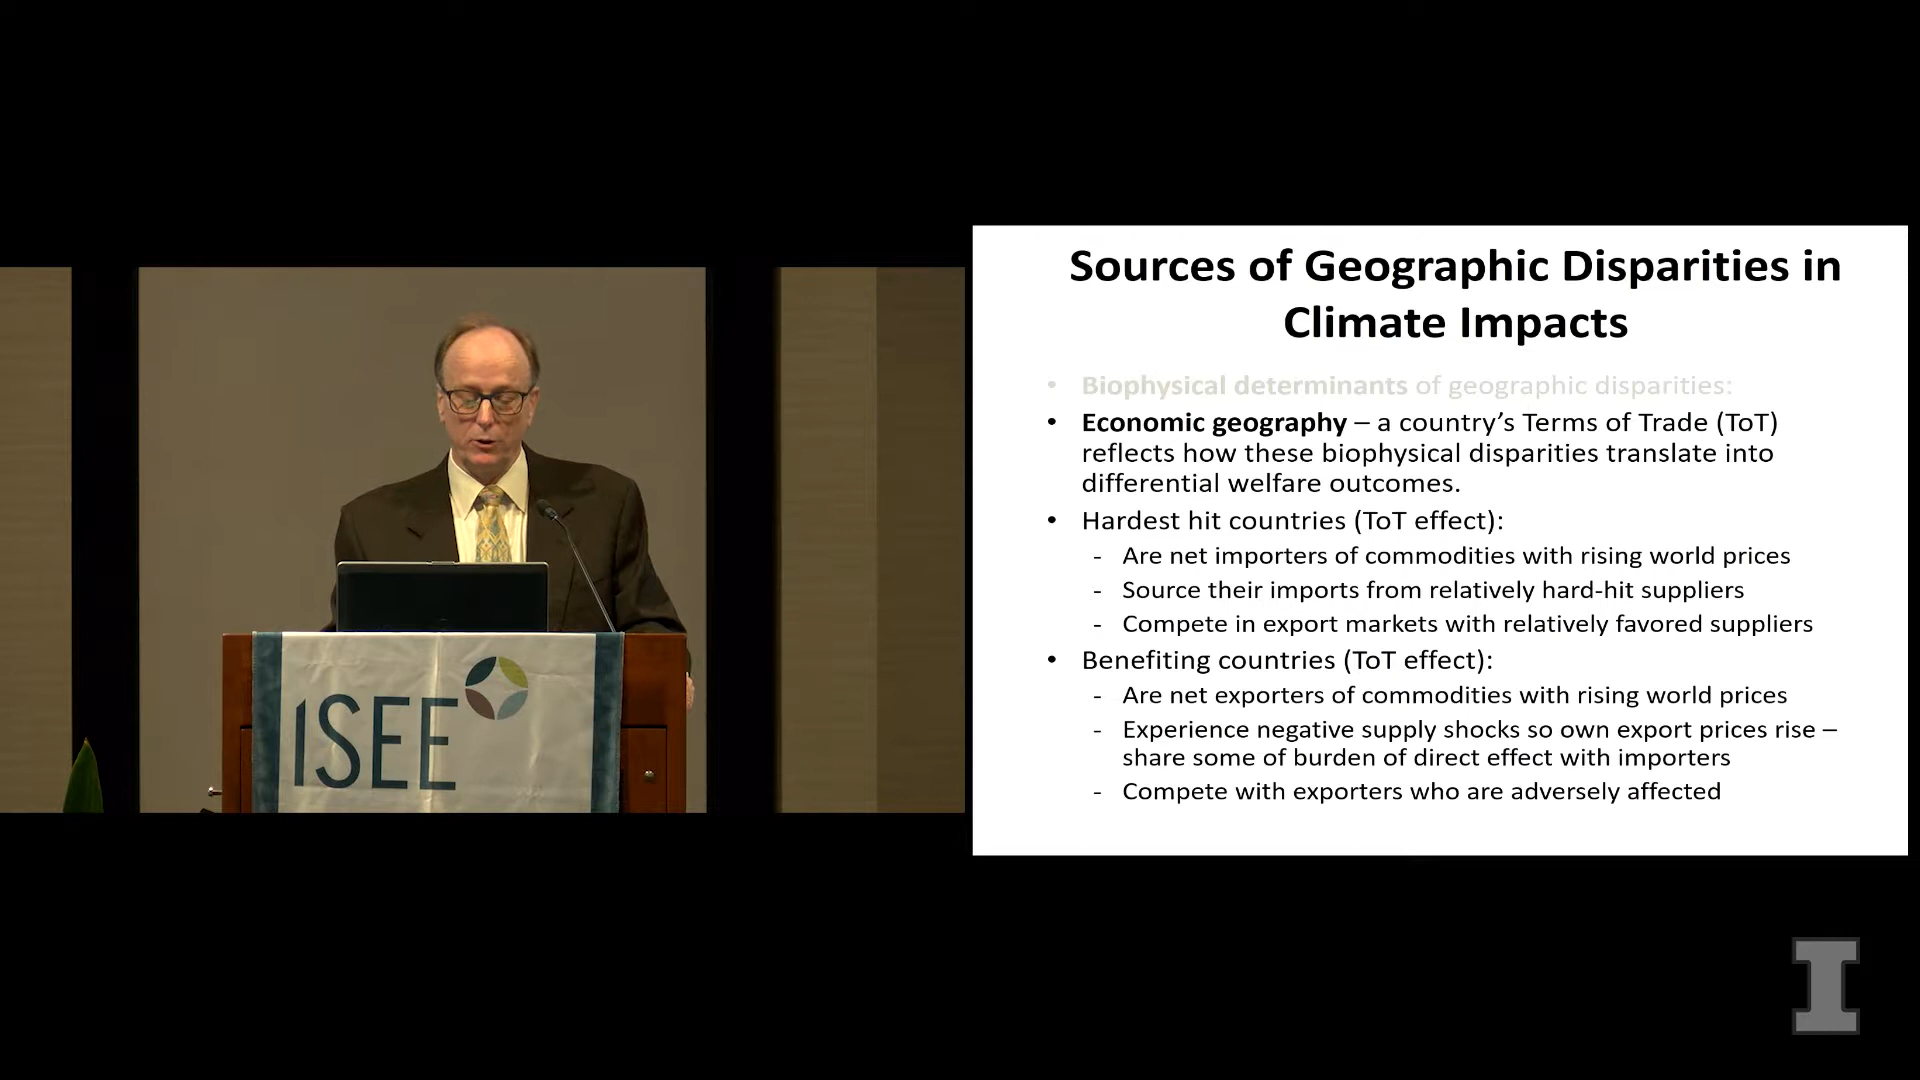 Sources of Geographic Disparities in
Climate Impacts
• Biophysical determinants of geographic disparities:
• Economic geography – a country’s Terms of Trade (ToT)
reflects how these biophysical disparities translate into
differential welfare outcomes.
• Hardest hit countries (ToT effect):
- Are net importers of commodities with rising world prices
- Source their imports from relatively hard-hit suppliers
- Compete in export markets with relatively favored suppliers
• Benefiting countries (ToT effect):
- Are net exporters of commodities with rising world prices
- Experience negative supply shocks so own export prices rise –
share some of burden of direct effect with importers
- Compete with exporters who are adversely affected
ISEE
I